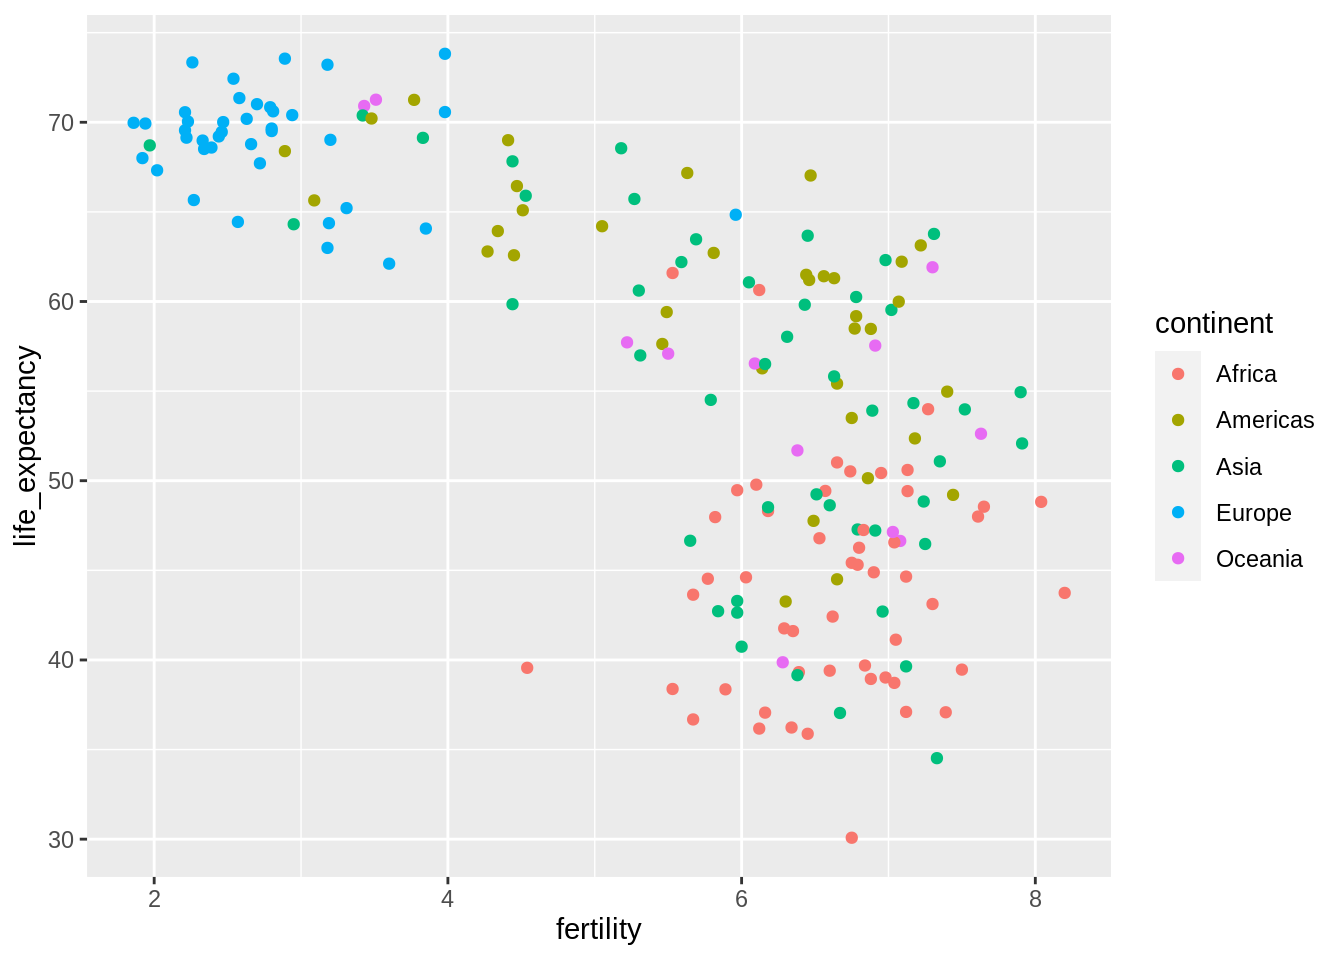 70
60
50
40
30
life_expectancy
2 4 6 8
fertility
continent
Africa
Americas
Asia
Europe
Oceania